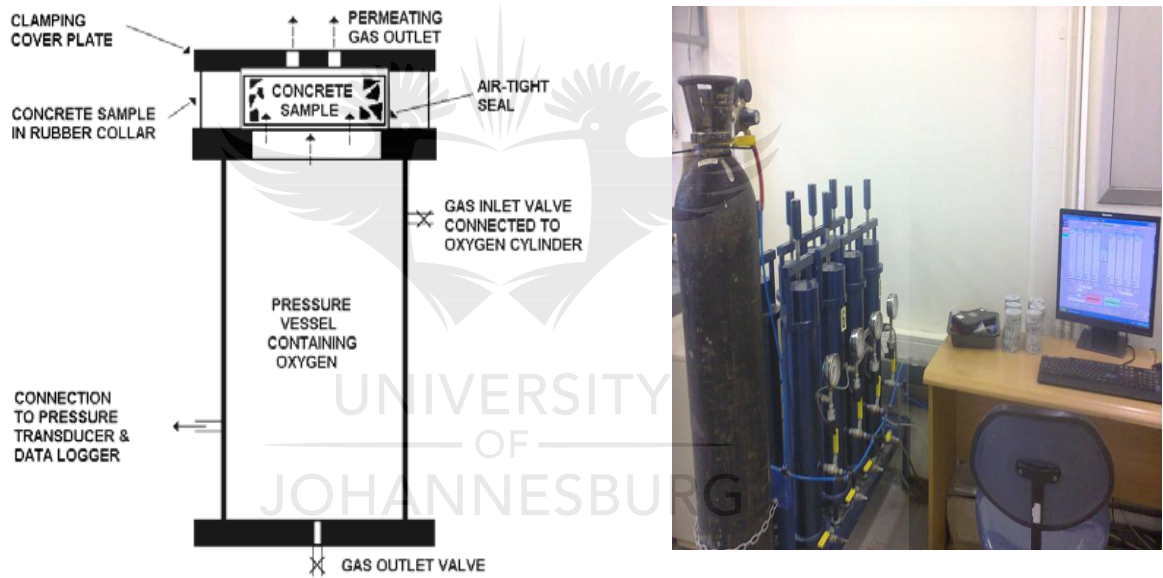 CLAMPING
COVER PLATE
PERMEATING
GAS OUTLET
CONCRETE
SAMPLE
AIR-TIGHT
SEAL
CONCRETE SAMPLE
IN RUBBER COLLAR
GAS INLET VALVE
CONNECTED TO
OXYGEN CYLINDER
PRESSURE
VESSEL
CONTAINING
OXYGEN
CONNECTION
TO PRESSURE
TRANSDUCER &
DATA LOGGER
GAS OUTLET VALVE
UNIVERSITY
OF
JOHANNESBURG